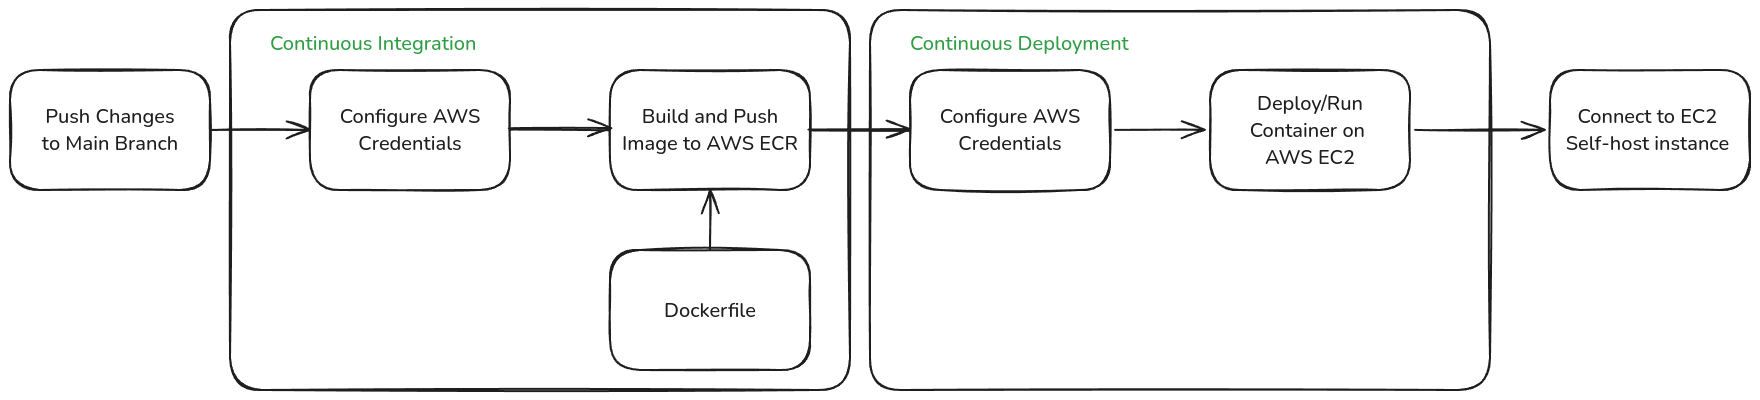 Continuous Integration
Continuous Deployment
Push Changes
to Main Branch
Configure AWS
Credentials
Build and Push
Image to AWS ECR
Configure AWS
Credentials
Deploy/Run
Container on
AWS EC2
Connect to EC2
Self-host instance
Dockerfile